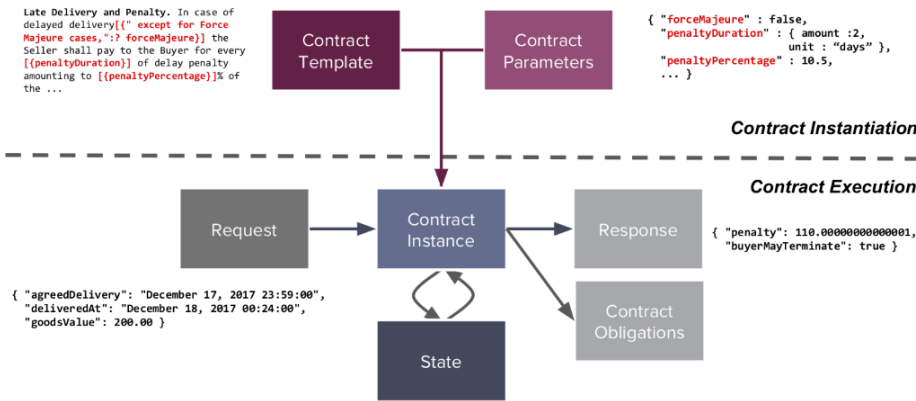 Late Delivery and Penalty. In case of
delayed delivery[{" except for Force
Majeure cases,":? forceMajeure}] the
Seller shall pay to the Buyer for every
[{penaltyDuration}] of delay penalty
amounting to [{penaltyPercentage}]% of
the ...
Contract
Template
Contract
Parameters
{ "forceMajeure" : false,
"penaltyDuration" : { amount :2,
unit : “days” },
"penaltyPercentage" : 10.5,
... }
Contract Instantiation
Contract Execution
Request
Contract
Instance
Response
{ "penalty": 110.00000000000001,
"buyerMayTerminate": true }
{ "agreedDelivery": "December 17, 2017 23:59:00",
"deliveredAt": "December 18, 2017 00:24:00",
"goodsValue": 200.00 }
Contract
Obligations
State